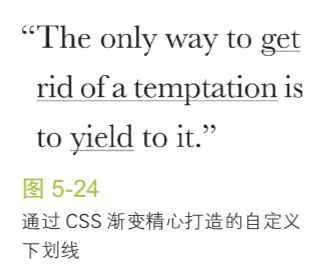 “The only way to get
rid of a temptation is
to yield to it.”
图 5-24
通过 CSS 渐变精心打造的自定义
下划线